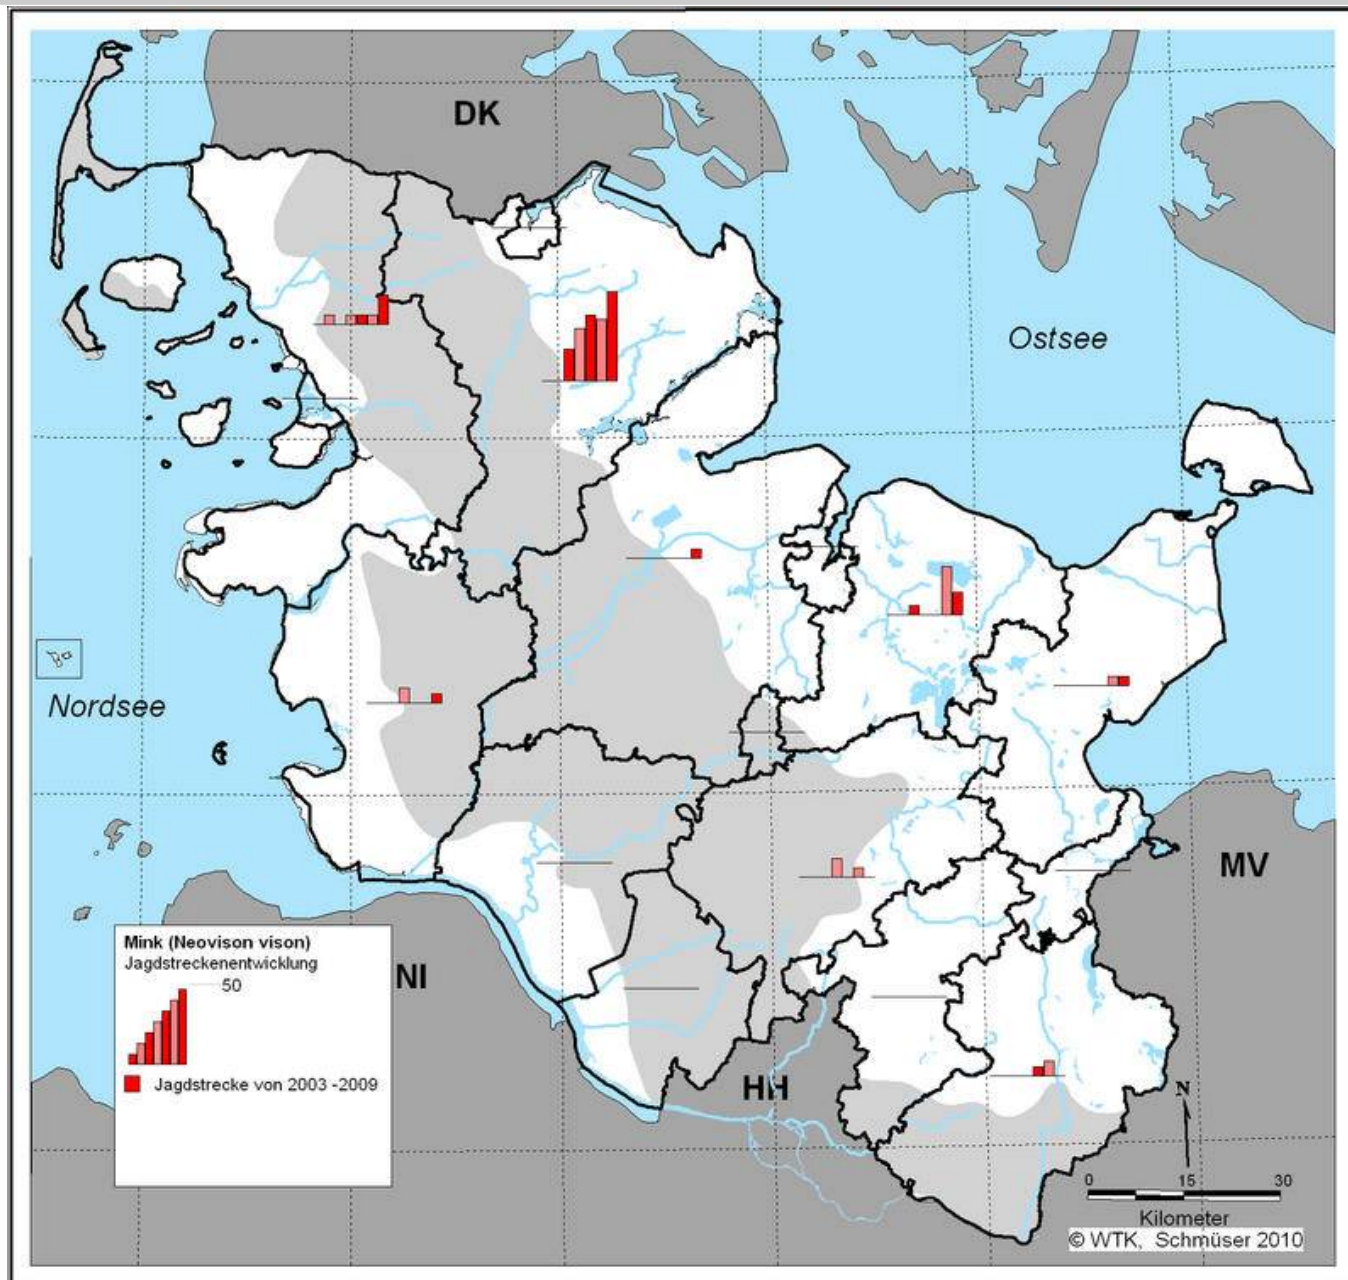 DK
Ostsee
Nordsee
MV
Mink (Neovison vison)
Jagdstreckenentwicklung
50
Jagdstrecke von 2003 -2009
NI
HH
N
0 15 30
Kilometer
© WTK, Schmüser 2010